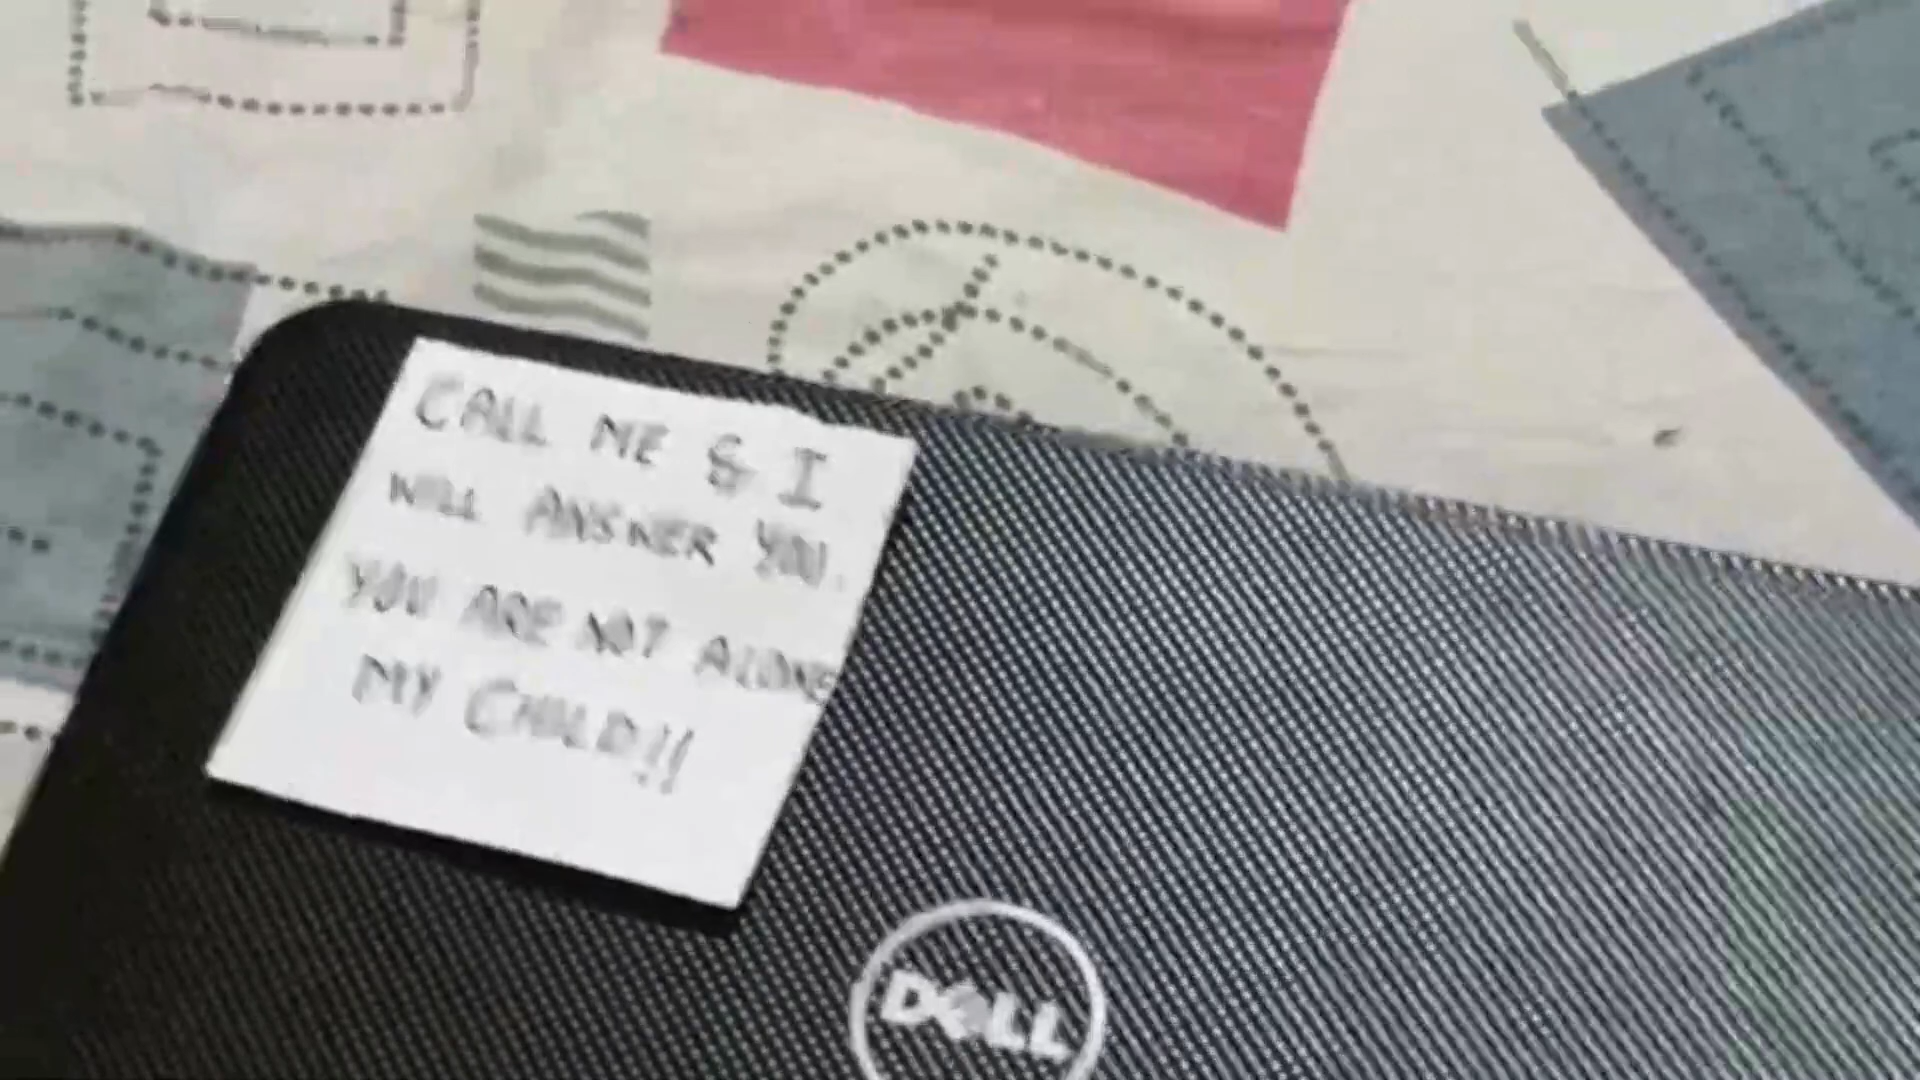 CALL ME & I
WILL ANSWER YOU.
YOU ARE NOT ALONE
MY CHILD!!
DELL